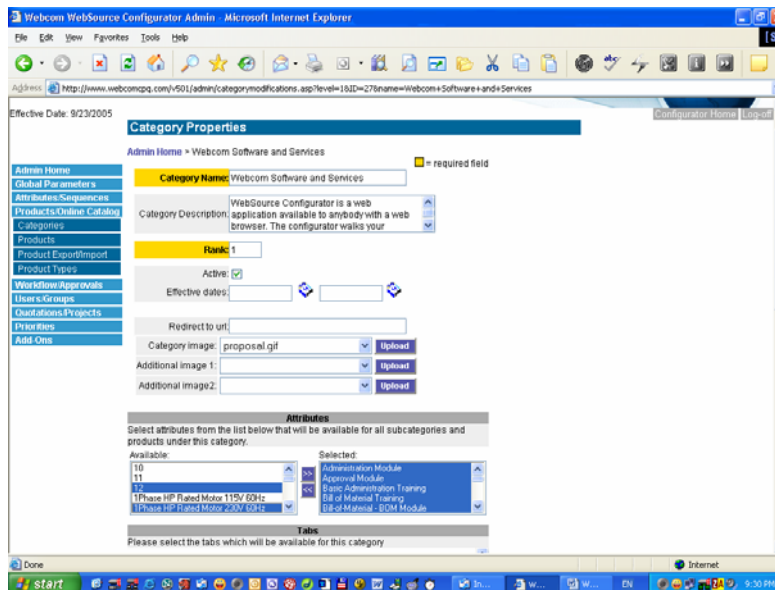 Webcom WebSource Configurator Admin - Microsoft Internet Explorer
File Edit View Favorites Tools Help
Address http://www.webcomcpq.com/v501/admin/categorymodifications.asp?level=1&ID=27&name=Webcom+Software+and+Services
Effective Date: 9/23/2005
Configurator Home Log-off
Category Properties
Admin Home > Webcom Software and Services
= required field
Admin Home
Global Parameters
Attributes/Sequences
Products/Online Catalog
Categories
Products
Product Export/Import
Product Types
Workflow/Approvals
Users/Groups
Quotations/Projects
Priorities
Add-Ons
Category Name: Webcom Software and Services
Category Description: WebSource Configurator is a web
application available to anybody with a web
browser. The configurator walks your
Rank: 1
Active:
Effective dates:
Redirect to url:
Category image: proposal.gif Upload
Additional image 1: Upload
Additional image2: Upload
Attributes
Select attributes from the list below that will be available for all subcategories and
products under this category.
Available: Selected:
10
11
12
1Phase HP Rated Motor 115V 60Hz
1Phase HP Rated Motor 230V 60Hz
>>
<<
Administration Module
Approval Module
Basic Administration Training
Bill of Material Training
Bill-of-Material - BOM Module
Tabs
Please select the tabs which will be available for this category
Done Internet
start In... W... W... EN 9:30 PM